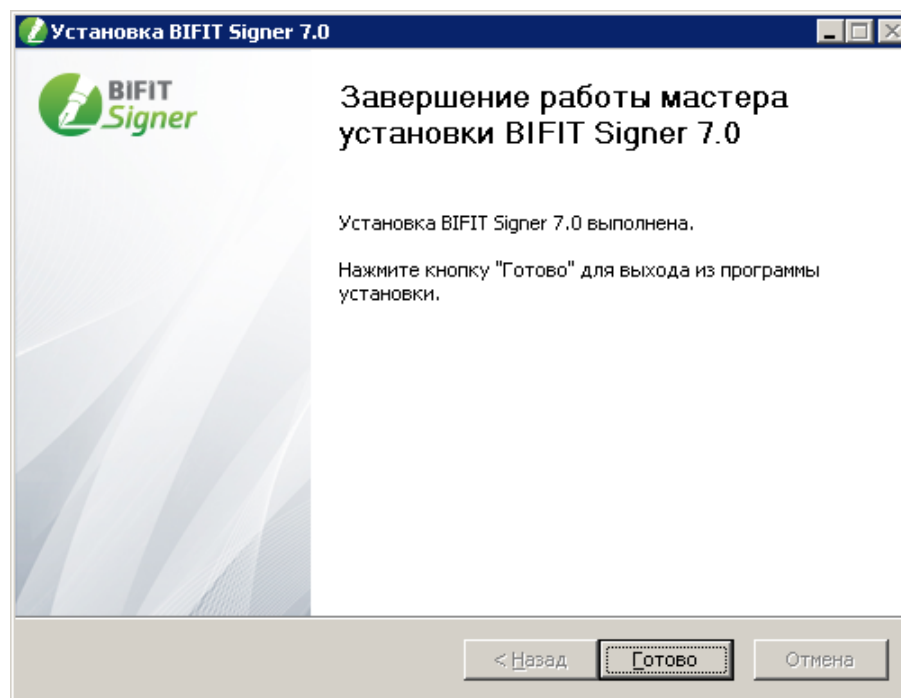 Установка BIFIT Signer 7.0
BIFIT
Signer
Завершение работы мастера
установки BIFIT Signer 7.0
Установка BIFIT Signer 7.0 выполнена.
Нажмите кнопку "Готово" для выхода из программы
установки.
< Назад
Готово
Отмена